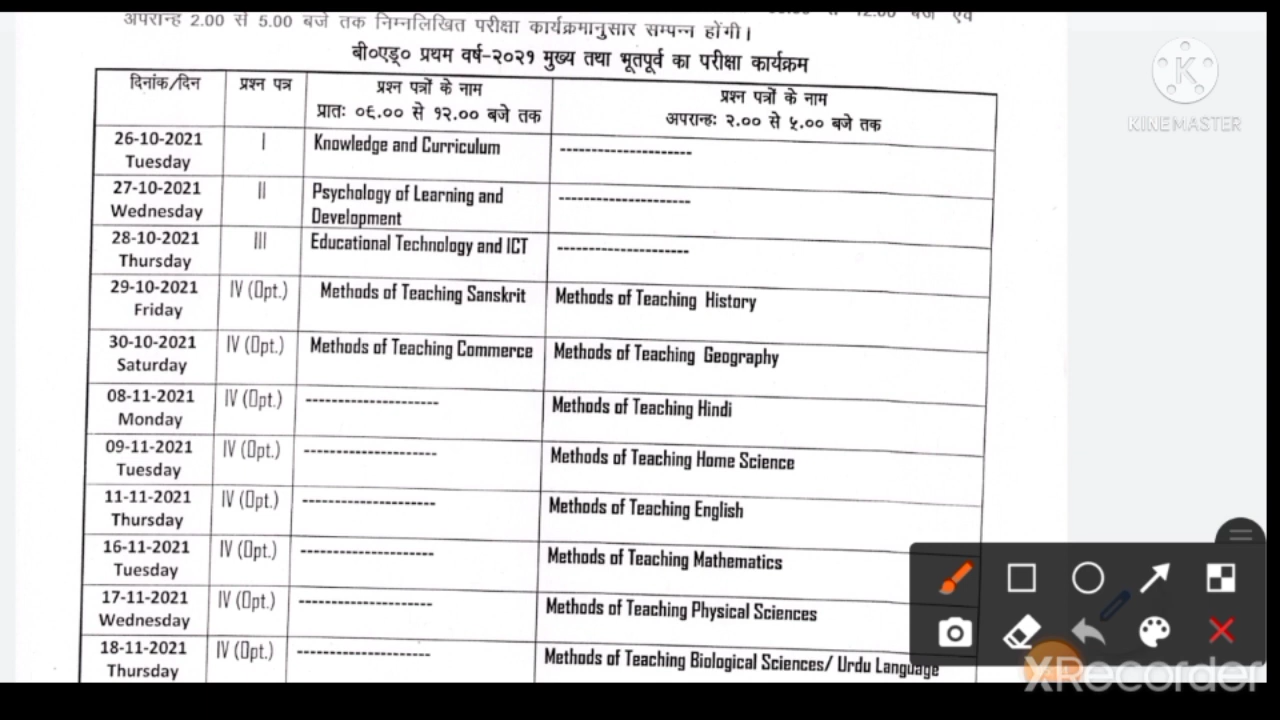 अपरान्ह 2.00 से 5.00 बजे तक निम्नलिखित परीक्षा कार्यक्रमानुसार सम्पन्न होंगी।
बी०एड्० प्रथम वर्ष-२०२१ मुख्य तथा भूतपूर्व का परीक्षा कार्यक्रम
दिनांक/दिन प्रश्न पत्र प्रश्न पत्रों के नाम प्रश्न पत्रों के नाम
प्रातः ०९.०० से १२.०० बजे तक अपरान्हः २.०० से ५.०० बजे तक
26-10-2021 I Knowledge and Curriculum ---------------------
Tuesday
27-10-2021 II Psychology of Learning and ---------------------
Wednesday Development
28-10-2021 III Educational Technology and ICT ---------------------
Thursday
29-10-2021 IV (Opt.) Methods of Teaching Sanskrit Methods of Teaching History
Friday
30-10-2021 IV (Opt.) Methods of Teaching Commerce Methods of Teaching Geography
Saturday
08-11-2021 IV (Opt.) --------------------- Methods of Teaching Hindi
Monday
09-11-2021 IV (Opt.) --------------------- Methods of Teaching Home Science
Tuesday
11-11-2021 IV (Opt.) --------------------- Methods of Teaching English
Thursday
16-11-2021 IV (Opt.) --------------------- Methods of Teaching Mathematics
Tuesday
17-11-2021 IV (Opt.) --------------------- Methods of Teaching Physical Sciences
Wednesday
18-11-2021 IV (Opt.) --------------------- Methods of Teaching Biological Sciences/ Urdu Language
Thursday
K
KINEMASTER
XRecorder